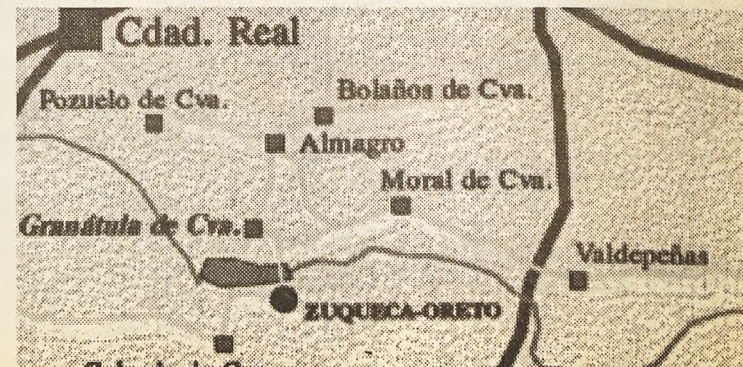 Cdad. Real
Bolaños de Cva.
Pozuelo de Cva.
Almagro
Moral de Cva.
Granátula de Cva.
Valdepeñas
ZUQUECA-ORETO